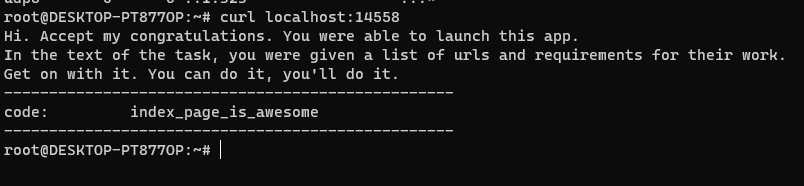 root@DESKTOP-PT877OP:~# curl localhost:14558
Hi. Accept my congratulations. You were able to launch this app.
In the text of the task, you were given a list of urls and requirements for their work.
Get on with it. You can do it, you'll do it.
--------------------------------------------------
code:         index_page_is_awesome
--------------------------------------------------
root@DESKTOP-PT877OP:~#